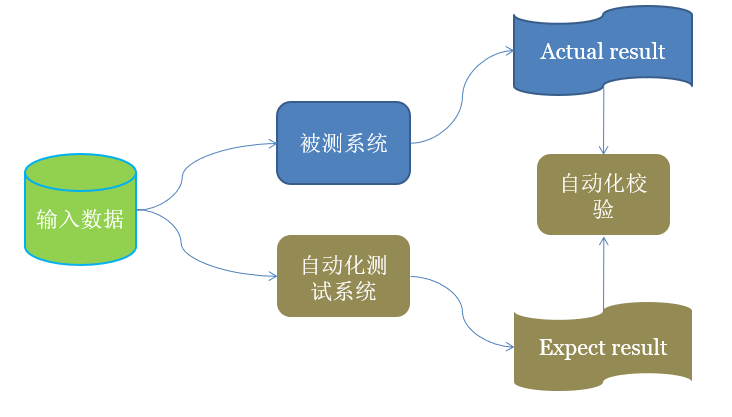 Actual result
被测系统
自动化校
验
输入数据
自动化测
试系统
Expect result